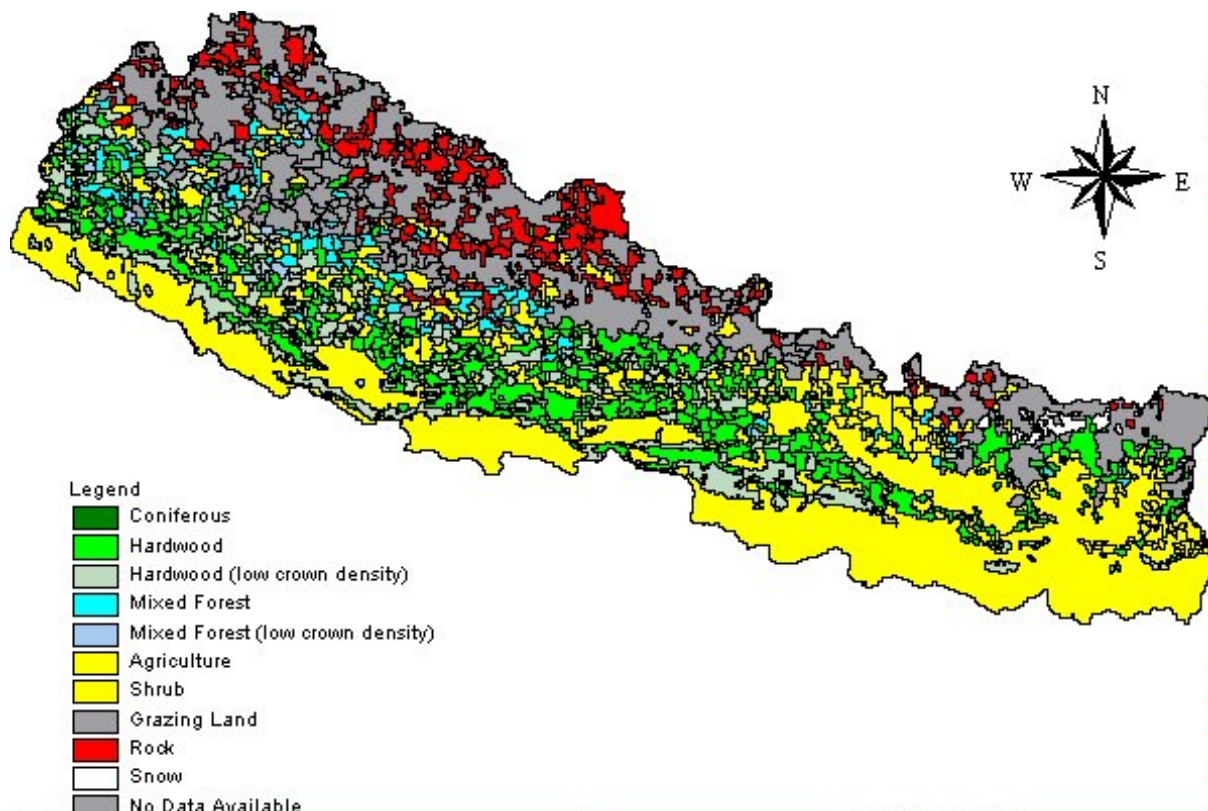 N
W E
S
Legend
Coniferous
Hardwood
Hardwood (low crown density)
Mixed Forest
Mixed Forest (low crown density)
Agriculture
Shrub
Grazing Land
Rock
Snow
No Data Available